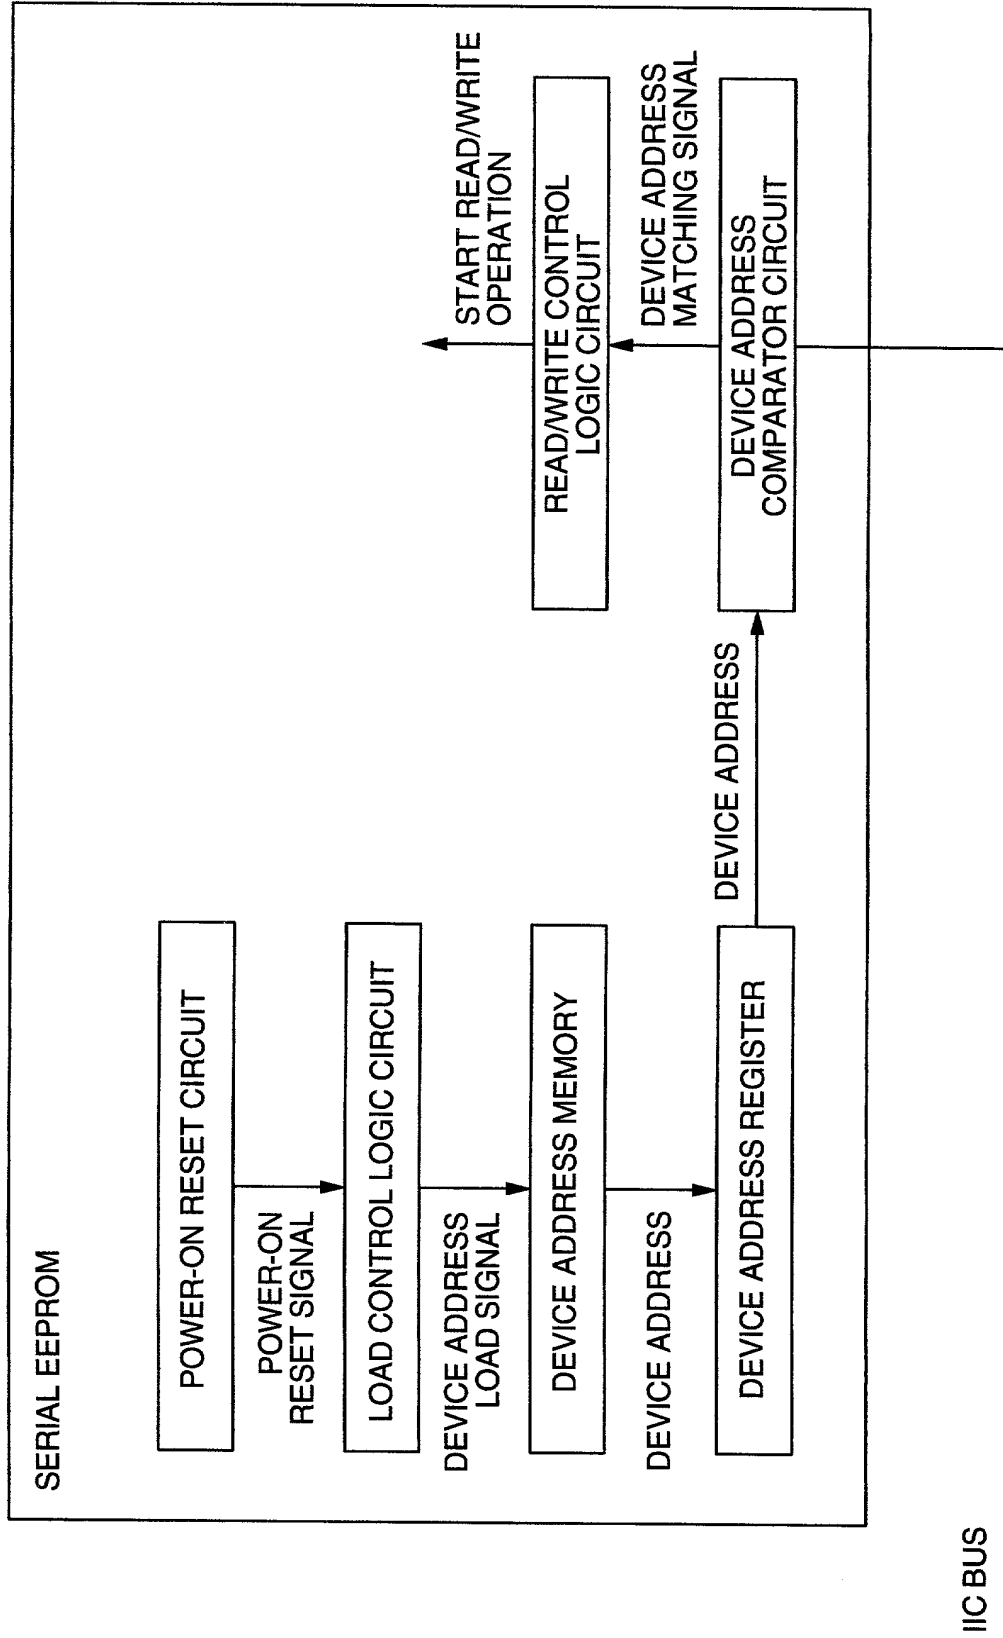 SERIAL EEPROM
POWER-ON RESET CIRCUIT
POWER-ON
RESET SIGNAL
LOAD CONTROL LOGIC CIRCUIT
DEVICE ADDRESS
LOAD SIGNAL
DEVICE ADDRESS MEMORY
DEVICE ADDRESS
DEVICE ADDRESS REGISTER
DEVICE ADDRESS
START READ/WRITE
OPERATION
READ/WRITE CONTROL
LOGIC CIRCUIT
DEVICE ADDRESS
MATCHING SIGNAL
DEVICE ADDRESS
COMPARATOR CIRCUIT
IIC BUS